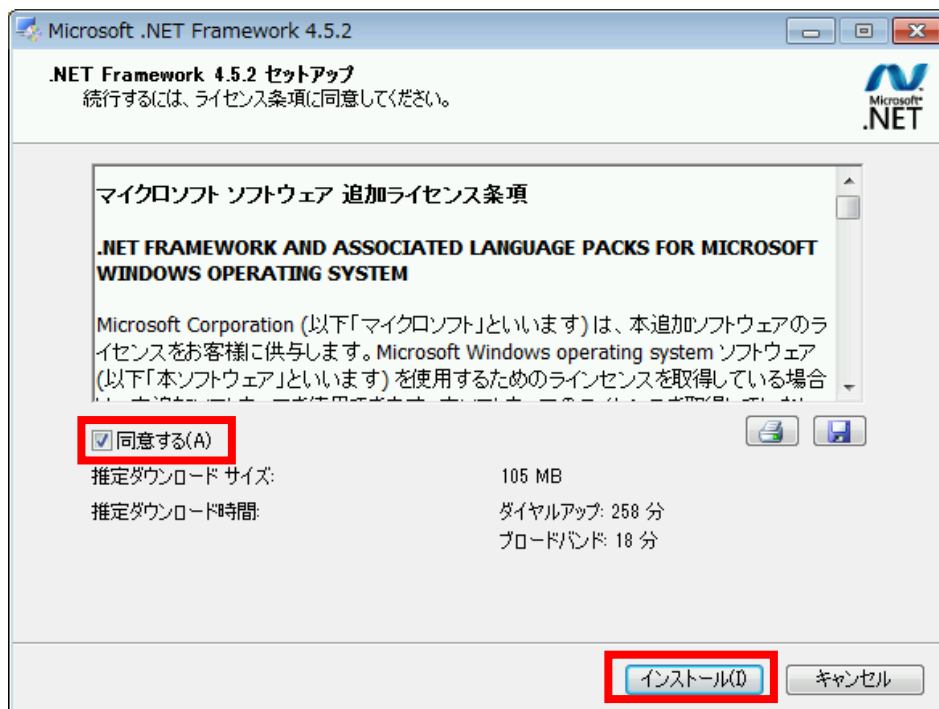 Microsoft .NET Framework 4.5.2
.NET Framework 4.5.2 セットアップ
続行するには、ライセンス条項に同意してください。
Microsoft
.NET
マイクロソフト ソフトウェア 追加ライセンス条項
.NET FRAMEWORK AND ASSOCIATED LANGUAGE PACKS FOR MICROSOFT
WINDOWS OPERATING SYSTEM
Microsoft Corporation (以下「マイクロソフト」といいます) は、本追加ソフトウェアのラ
イセンスをお客様に供与します。Microsoft Windows operating system ソフトウェア
(以下「本ソフトウェア」といいます) を使用するためのラインセンスを取得している場合
同意する(A)
推定ダウンロード サイズ: 105 MB
推定ダウンロード時間: ダイヤルアップ: 258 分
ブロードバンド: 18 分
インストール(I) キャンセル